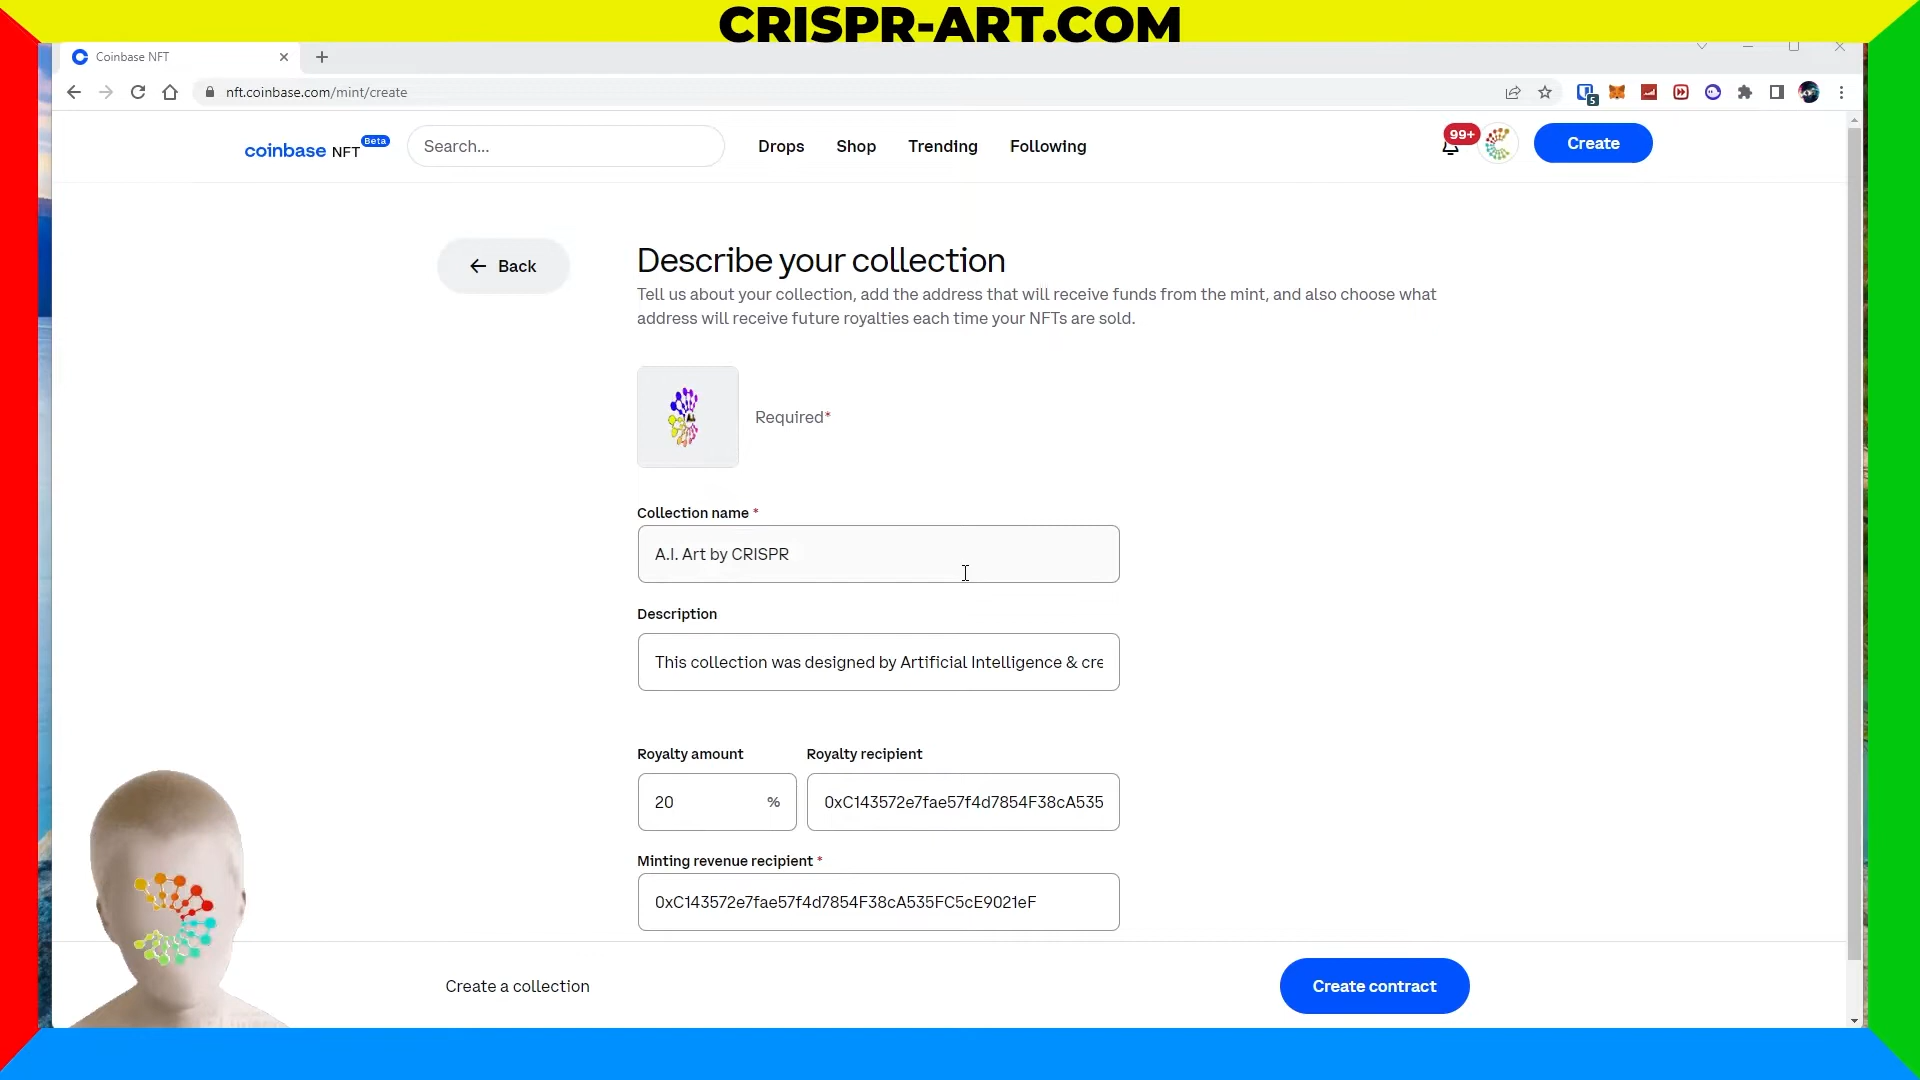 CRISPR-ART.COM
Coinbase NFT
nft.coinbase.com/mint/create
5
coinbase NFT Beta
Search...
Drops
Shop
Trending
Following
99+
Create
Back
Describe your collection
Tell us about your collection, add the address that will receive funds from the mint, and also choose what
address will receive future royalties each time your NFTs are sold.
Required*
Collection name *
A.I. Art by CRISPR
Description
This collection was designed by Artificial Intelligence & cre
Royalty amount
Royalty recipient
20 %
0xC143572e7fae57f4d7854F38cA535
Minting revenue recipient *
0xC143572e7fae57f4d7854F38cA535FC5cE9021eF
Create a collection
Create contract